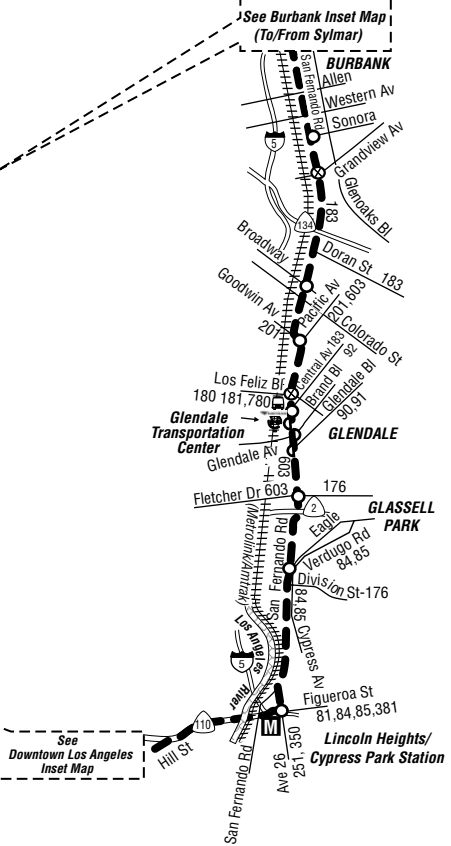 See Burbank Inset Map
(To/From Sylmar)
BURBANK
San Fernando Rd
Allen
Western Av
Sonora
5
Grandview Av
Glenoaks Bl
183
134
Broadway
Doran St 183
Goodwin Av
Pacific Av
201,603
201
Colorado St
Los Feliz Bl
180 181,780
Central Av 183
Brand Bl
92
Glendale Bl
90,91
Glendale
Transportation
Center
GLENDALE
Glendale Av
603
Fletcher Dr 603
176
2
GLASSELL
PARK
(Metrolink/Amtrak)
San Fernando Rd
Eagle
Verdugo Rd
84,85
Division St-176
84,85 Cypress Av
Los Angeles
River
5
Figueroa St
81,84,85,381
110
M
Lincoln Heights/
Cypress Park Station
See
Downtown Los Angeles
Inset Map
Hill St
San Fernando Rd
Ave 26
251, 350